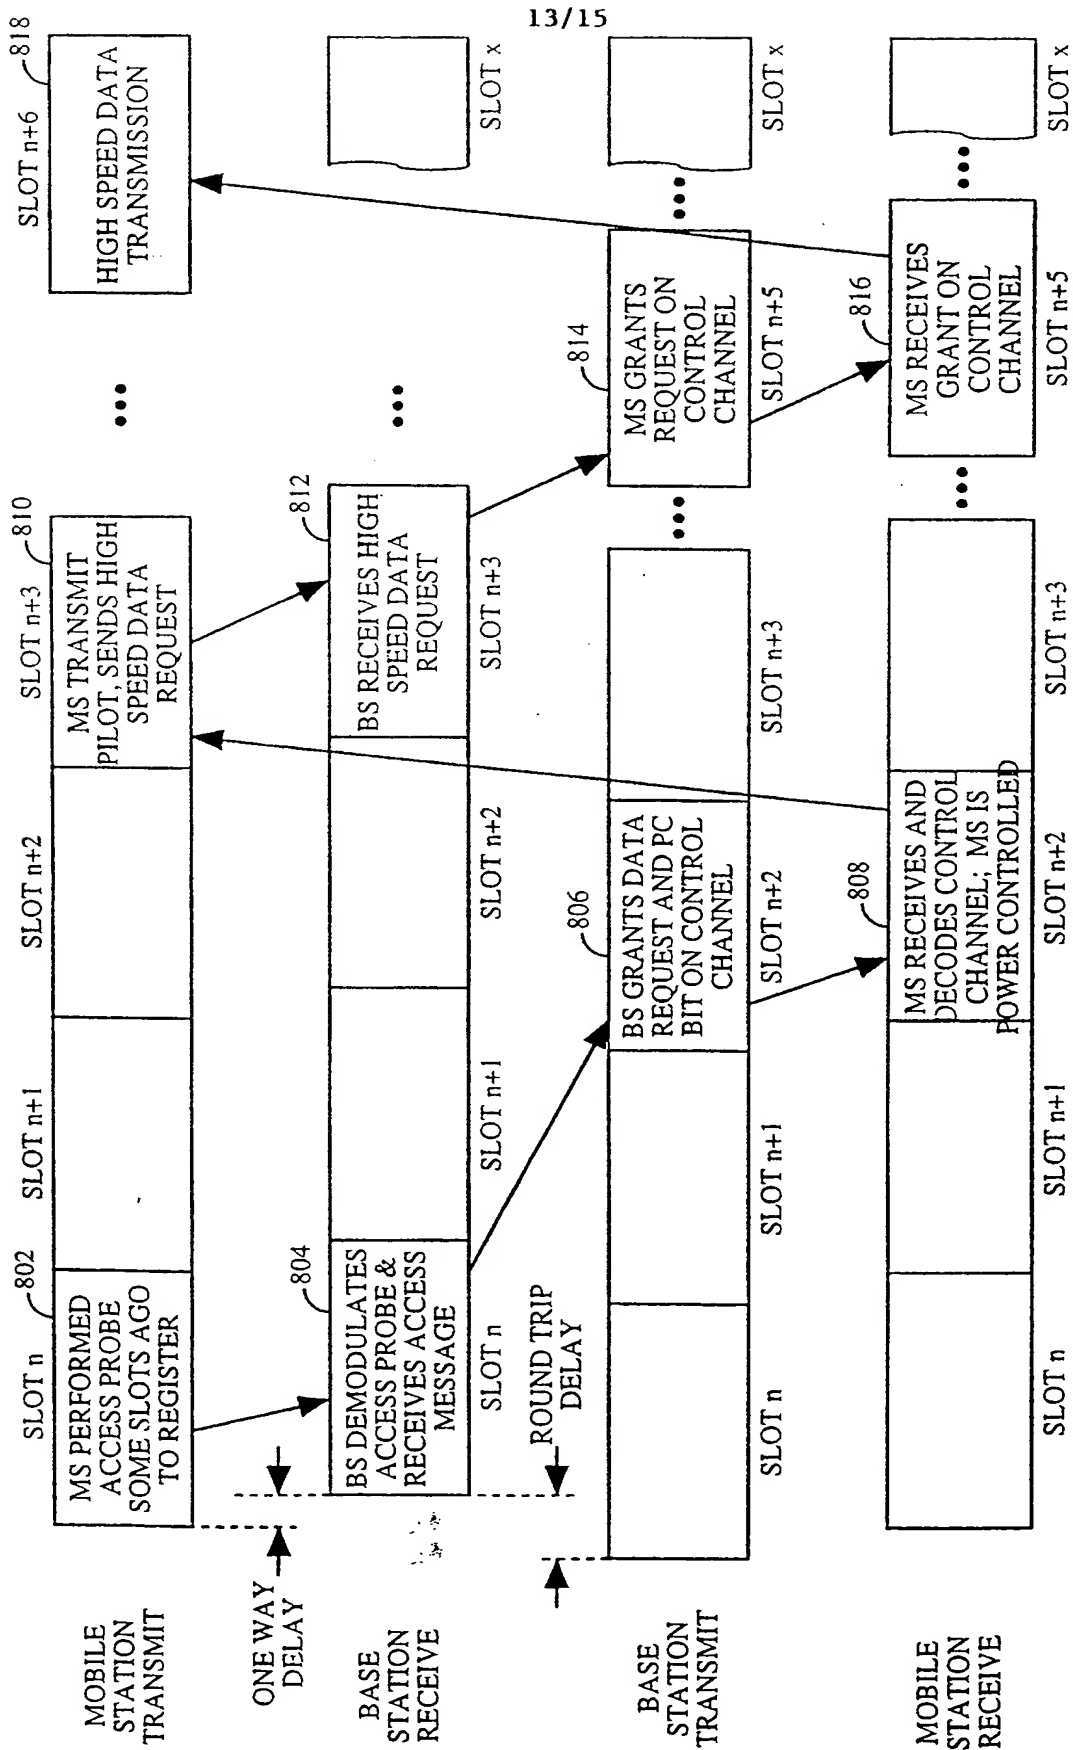 13/15
MOBILE
STATION
TRANSMIT
SLOT n
802
MS PERFORMED
ACCESS PROBE
SOME SLOTS AGO
TO REGISTER
SLOT n+1
SLOT n+2
SLOT n+3
810
MS TRANSMIT
PILOT, SENDS HIGH
SPEED DATA
REQUEST
•••
SLOT n+6
818
HIGH SPEED DATA
TRANSMISSION
ONE WAY
DELAY
BASE
STATION
RECEIVE
804
BS DEMODULATES
ACCESS PROBE &
RECEIVES ACCESS
MESSAGE
SLOT n
SLOT n+1
SLOT n+2
812
BS RECEIVES HIGH
SPEED DATA
REQUEST
SLOT n+3
•••
SLOT x
ROUND TRIP
DELAY
BASE
STATION
TRANSMIT
SLOT n
SLOT n+1
806
BS GRANTS DATA
REQUEST AND PC
BIT ON CONTROL
CHANNEL
SLOT n+2
SLOT n+3
•••
814
MS GRANTS
REQUEST ON
CONTROL
CHANNEL
SLOT n+5
•••
SLOT x
MOBILE
STATION
RECEIVE
SLOT n
SLOT n+1
808
MS RECEIVES AND
DECODES CONTROL
CHANNEL; MS IS
POWER CONTROLLED
SLOT n+2
SLOT n+3
•••
816
MS RECEIVES
GRANT ON
CONTROL
CHANNEL
SLOT n+5
•••
SLOT x